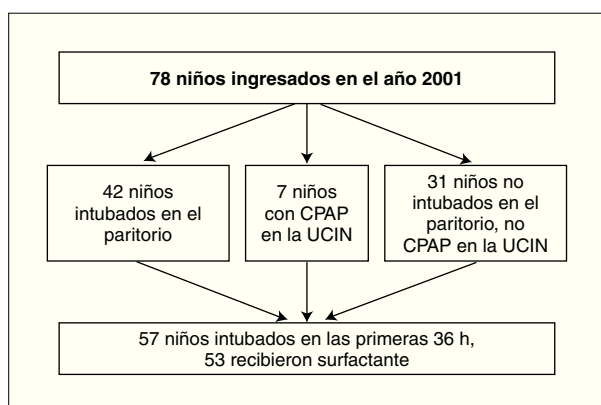 78 niños ingresados en el año 2001
42 niños
intubados en el
paritorio
7 niños
con CPAP
en la UCIN
31 niños no
intubados en el
paritorio, no
CPAP en la UCIN
57 niños intubados en las primeras 36 h,
53 recibieron surfactante